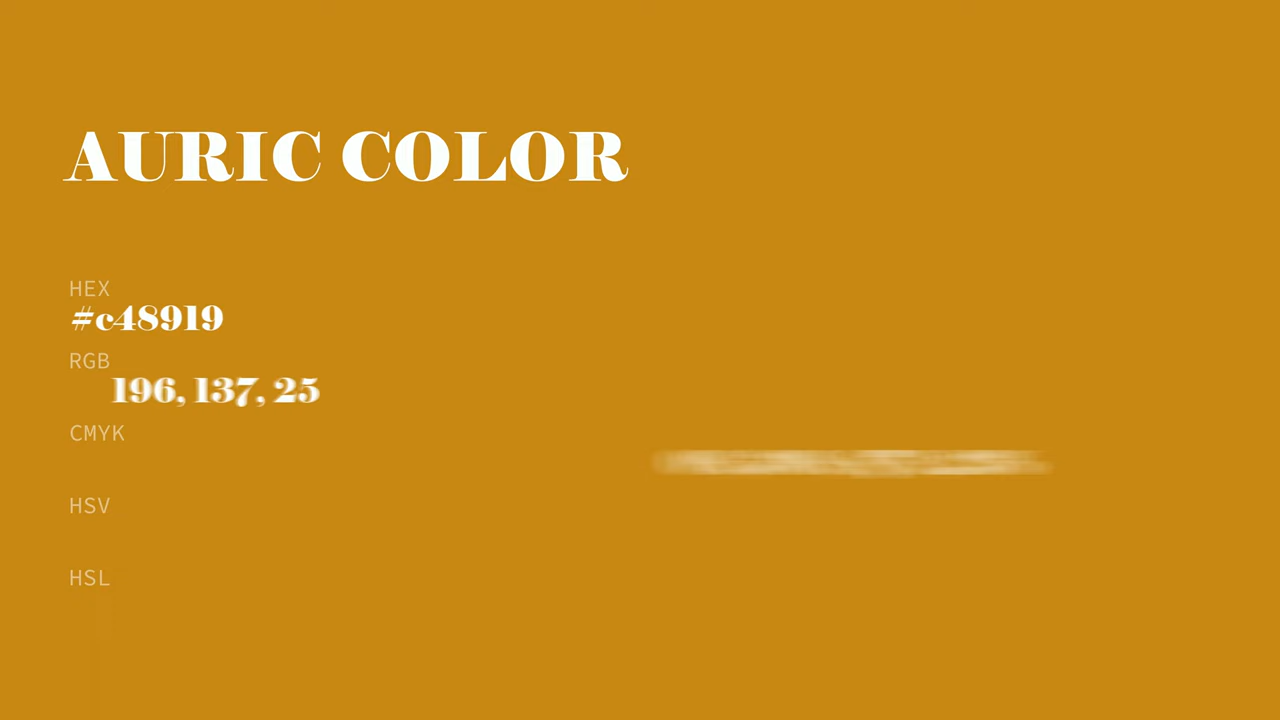 AURIC COLOR
HEX
#c48919
RGB
196, 137, 25
CMYK
HSV
HSL